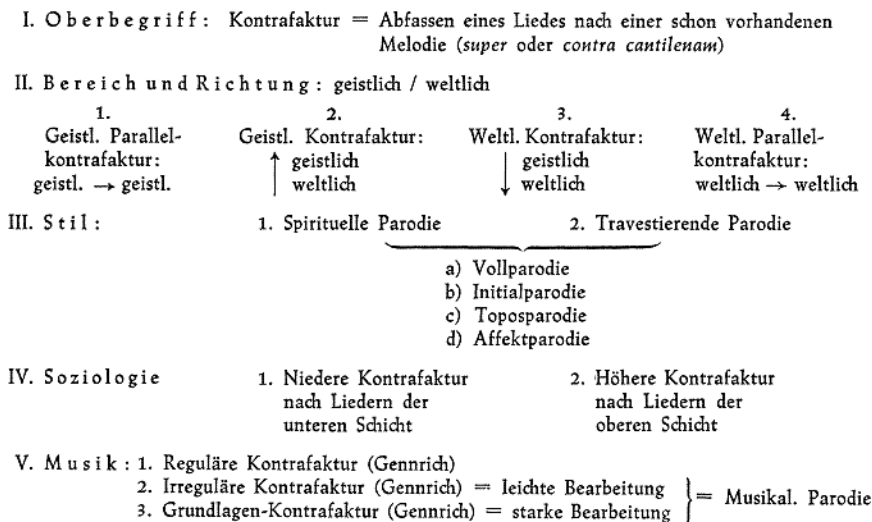 I. Oberbegriff: Kontrafaktur = Abfassen eines Liedes nach einer schon vorhandenen
Melodie (super oder contra cantilenam)
II. Bereich und Richtung: geistlich / weltlich
1. 2. 3. 4.
Geistl. Parallel- Geistl. Kontrafaktur: Weltl. Kontrafaktur: Weltl. Parallel-
kontrafaktur: ↑ geistlich ↓ geistlich kontrafaktur:
geistl. → geistl. weltlich weltlich weltlich → weltlich
III. Stil: 1. Spirituelle Parodie 2. Travestierende Parodie
a) Vollparodie
b) Initialparodie
c) Toposparodie
d) Affektparodie
IV. Soziologie 1. Niedere Kontrafaktur 2. Höhere Kontrafaktur
nach Liedern der nach Liedern der
unteren Schicht oberen Schicht
V. Musik: 1. Reguläre Kontrafaktur (Gennrich)
2. Irreguläre Kontrafaktur (Gennrich) = leichte Bearbeitung
3. Grundlagen-Kontrafaktur (Gennrich) = starke Bearbeitung } = Musikal. Parodie